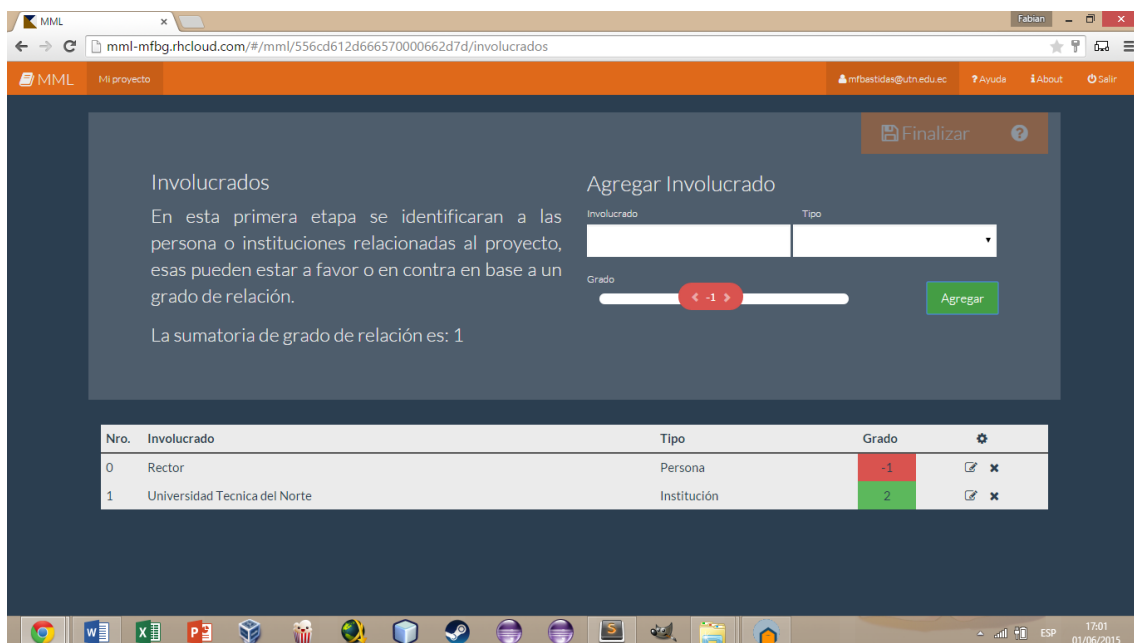 MML
Fabian
mml-mfbg.rhcloud.com/#/mml/556cd612d666570000662d7d/involucrados
MML Mi proyecto mfbastidas@utn.edu.ec ? Ayuda i About Salir
Finalizar ?
Involucrados
En esta primera etapa se identificaran a las
persona o instituciones relacionadas al proyecto,
esas pueden estar a favor o en contra en base a un
grado de relación.
La sumatoria de grado de relación es: 1
Agregar Involucrado
Involucrado Tipo
Grado
-1
Agregar
Nro. Involucrado Tipo Grado
0 Rector Persona -1
1 Universidad Tecnica del Norte Institución 2
ESP
17:01
01/06/2015